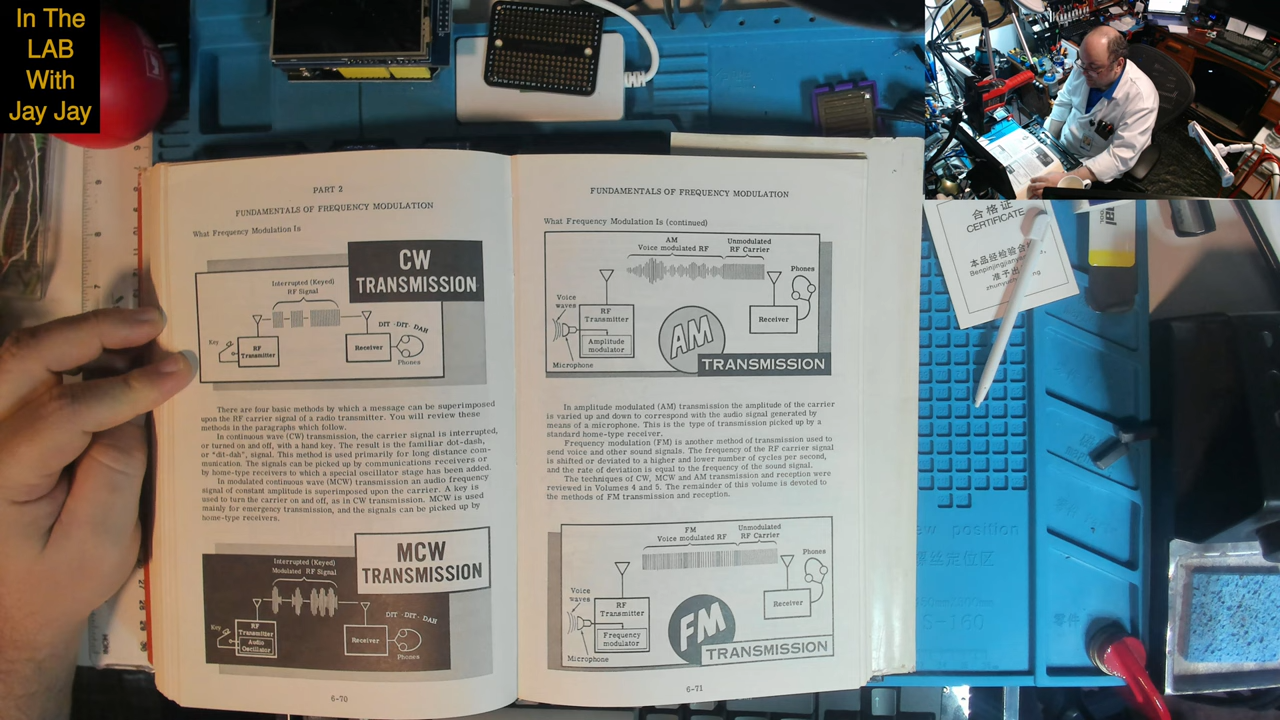 In The
LAB
With
Jay Jay
PART 2
FUNDAMENTALS OF FREQUENCY MODULATION
What Frequency Modulation Is
CW
TRANSMISSION
Interrupted (Keyed)
RF Signal
DIT - DIT - DAH
Key
RF
Transmitter
Receiver
Phones
There are four basic methods by which a message can be superimposed
upon the RF carrier signal of a radio transmitter. You will review these
methods in the paragraphs which follow.
In continuous wave (CW) transmission, the carrier signal is interrupted,
or turned on and off, with a hand key. The result is the familiar dot-dash,
or "dit-dah", signal. This method is used primarily for long distance com-
munication. The signals can be picked up by communications receivers or
by home-type receivers to which a special oscillator stage has been added.
In modulated continuous wave (MCW) transmission an audio frequency
signal of constant amplitude is superimposed upon the carrier. A key is
used to turn the carrier on and off, as in CW transmission. MCW is used
mainly for emergency transmission, and the signals can be picked up by
home-type receivers.
MCW
TRANSMISSION
Interrupted (Keyed)
Modulated RF Signal
DIT - DIT - DAH
Key
RF
Transmitter
Audio
Oscillator
Receiver
Phones
6-70
FUNDAMENTALS OF FREQUENCY MODULATION
What Frequency Modulation Is (continued)
AM
Voice modulated RF
Unmodulated
RF Carrier
Phones
Voice
waves
RF
Transmitter
Amplitude
modulator
Receiver
Microphone
AM
TRANSMISSION
In amplitude modulated (AM) transmission the amplitude of the carrier
is varied up and down to correspond with the audio signal generated by
means of a microphone. This is the type of transmission picked up by a
standard home-type receiver.
Frequency modulation (FM) is another method of transmission used to
send voice and other sound signals. The frequency of the RF carrier signal
is shifted or deviated to a higher and lower number of cycles per second,
and the rate of deviation is equal to the frequency of the sound signal.
The techniques of CW, MCW and AM transmission and reception were
reviewed in Volumes 4 and 5. The remainder of this volume is devoted to
the methods of FM transmission and reception.
FM
Voice modulated RF
Unmodulated
RF Carrier
Phones
Voice
waves
RF
Transmitter
Frequency
modulator
Receiver
Microphone
FM
TRANSMISSION
6-71
合格证
CERTIFICATE
本品经检验合
准予出
position
丝定位区
S-160
零件